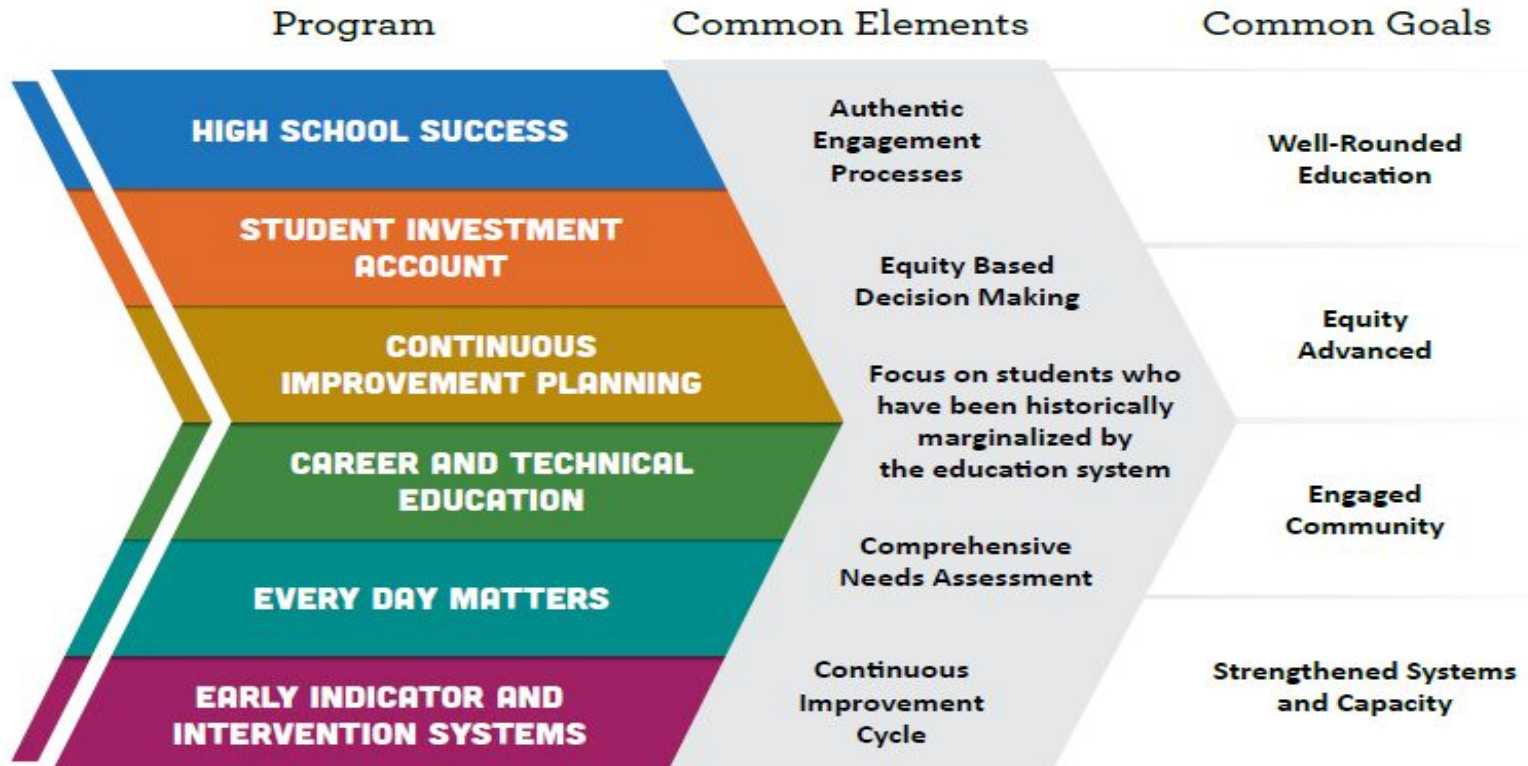 Program
Common Elements
Common Goals
HIGH SCHOOL SUCCESS
STUDENT INVESTMENT
ACCOUNT
CONTINUOUS
IMPROVEMENT PLANNING
CAREER AND TECHNICAL
EDUCATION
EVERY DAY MATTERS
EARLY INDICATOR AND
INTERVENTION SYSTEMS
Authentic
Engagement
Processes
Equity Based
Decision Making
Focus on students who
have been historically
marginalized by
the education system
Comprehensive
Needs Assessment
Continuous
Improvement
Cycle
Well-Rounded
Education
Equity
Advanced
Engaged
Community
Strengthened Systems
and Capacity